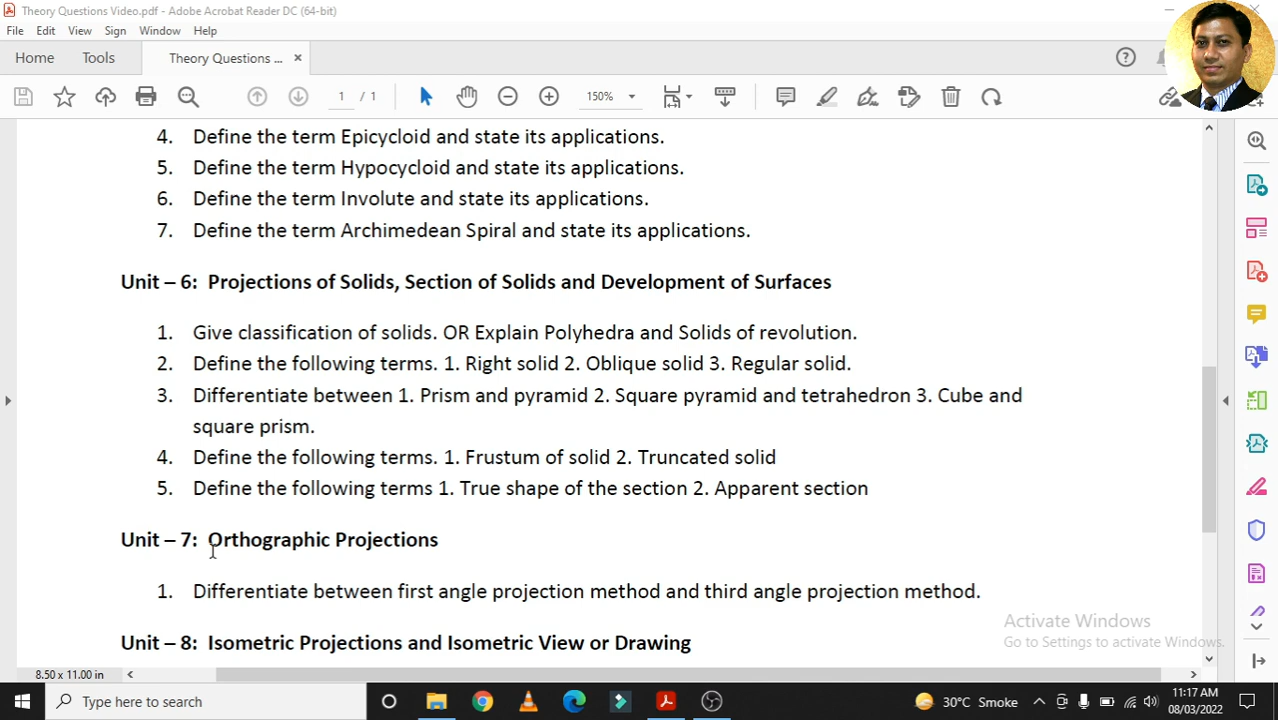 Theory Questions Video.pdf - Adobe Acrobat Reader DC (64-bit)
File Edit View Sign Window Help
Home Tools Theory Questions ... ×
1 / 1 150%
4. Define the term Epicycloid and state its applications.
5. Define the term Hypocycloid and state its applications.
6. Define the term Involute and state its applications.
7. Define the term Archimedean Spiral and state its applications.
Unit – 6: Projections of Solids, Section of Solids and Development of Surfaces
1. Give classification of solids. OR Explain Polyhedra and Solids of revolution.
2. Define the following terms. 1. Right solid 2. Oblique solid 3. Regular solid.
3. Differentiate between 1. Prism and pyramid 2. Square pyramid and tetrahedron 3. Cube and
square prism.
4. Define the following terms. 1. Frustum of solid 2. Truncated solid
5. Define the following terms 1. True shape of the section 2. Apparent section
Unit – 7: Orthographic Projections
1. Differentiate between first angle projection method and third angle projection method.
Activate Windows
Go to Settings to activate Windows.
Unit – 8: Isometric Projections and Isometric View or Drawing
8.50 x 11.00 in
Type here to search
30°C Smoke
11:17 AM
08/03/2022